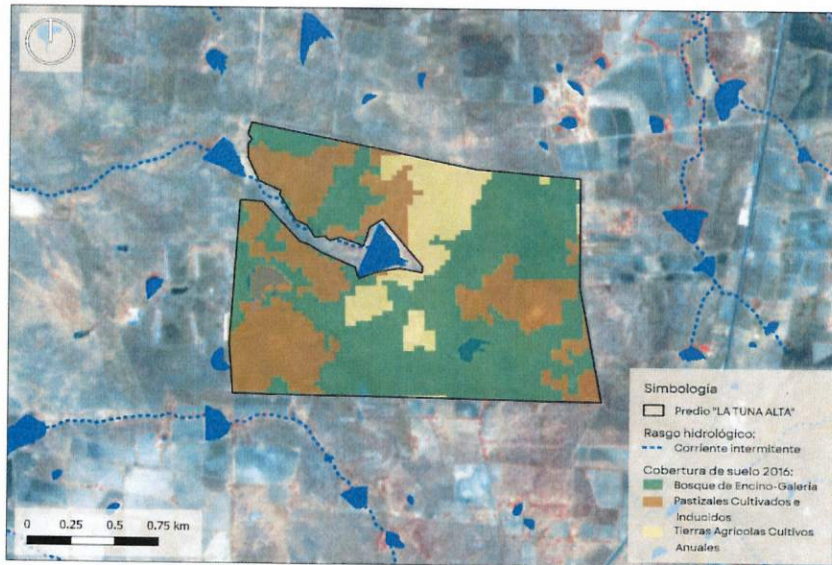 0 0.25 0.5 0.75 km
Simbología
Predio "LA TUNA ALTA"
Rasgo hidrológico:
Corriente intermitente
Cobertura de suelo 2016:
Bosque de Encino-Galería
Pastizales Cultivados e
Inducidos
Tierras Agrícolas Cultivos
Anuales